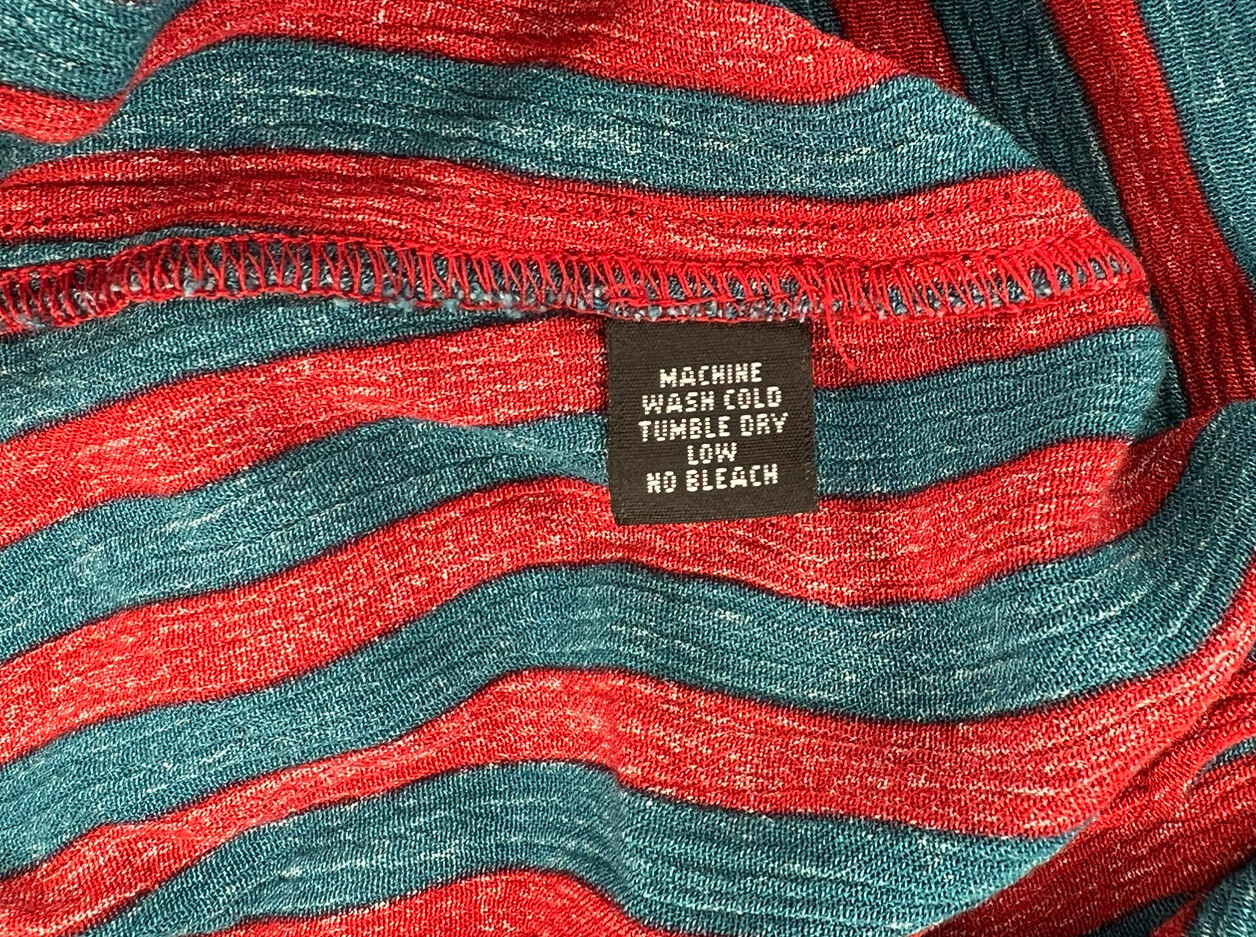 MACHINE
WASH COLD
TUMBLE DRY
LOW
NO BLEACH